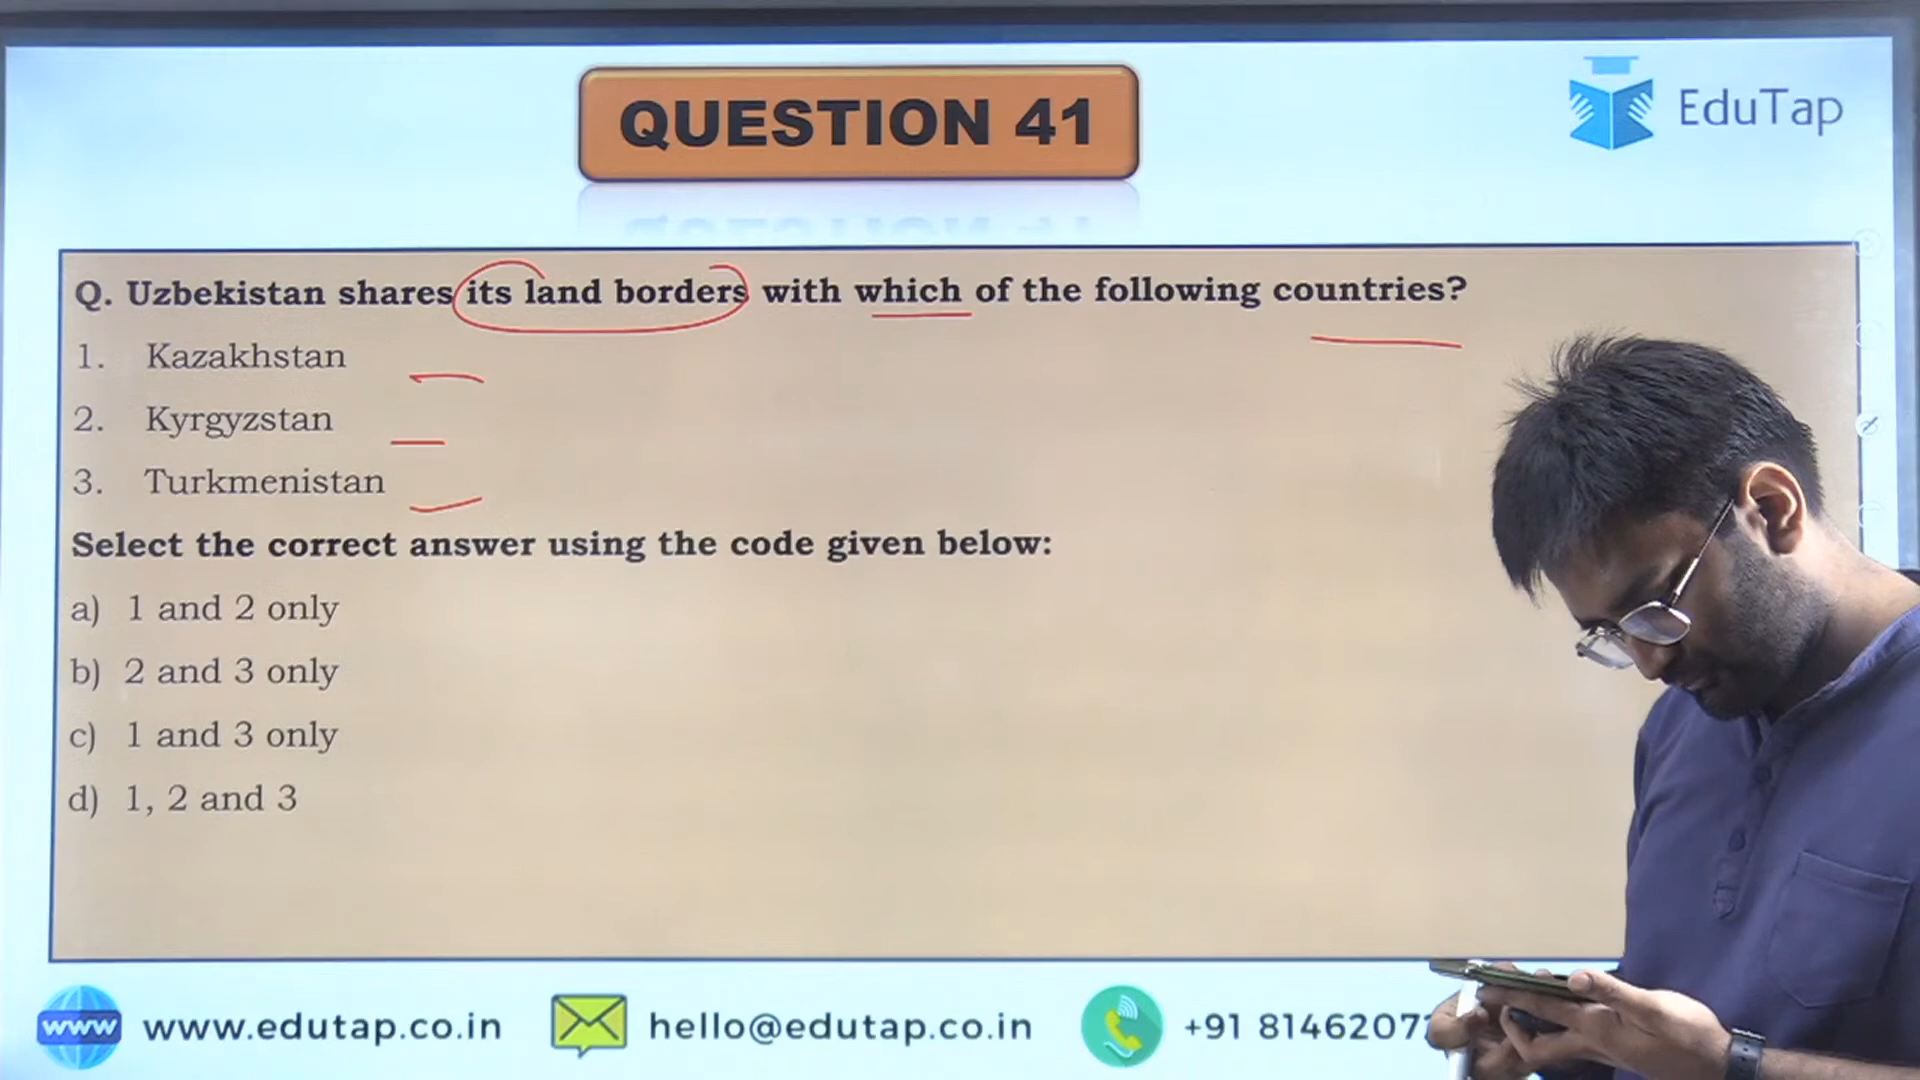 QUESTION 41
EduTap
Q. Uzbekistan shares its land borders with which of the following countries?
1. Kazakhstan
2. Kyrgyzstan
3. Turkmenistan
Select the correct answer using the code given below:
a) 1 and 2 only
b) 2 and 3 only
c) 1 and 3 only
d) 1, 2 and 3
www www.edutap.co.in hello@edutap.co.in +91 8146207